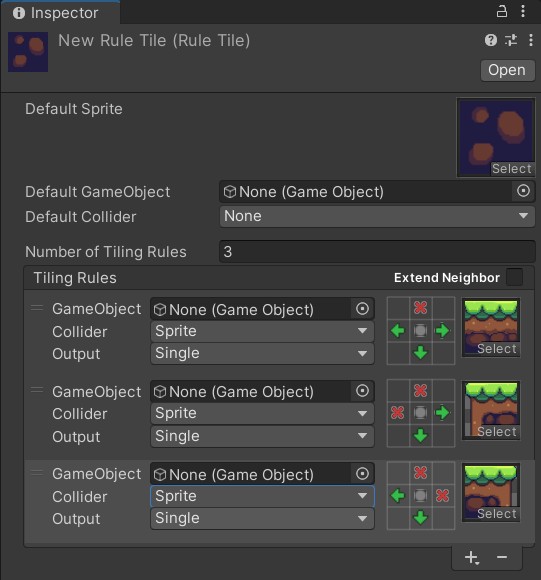 Inspector
New Rule Tile (Rule Tile)
Open
Default Sprite
Select
Default GameObject None (Game Object)
Default Collider None
Number of Tiling Rules 3
Tiling Rules Extend Neighbor
GameObject None (Game Object)
Collider Sprite
Output Single Select
GameObject None (Game Object)
Collider Sprite
Output Single Select
GameObject None (Game Object)
Collider Sprite
Output Single Select